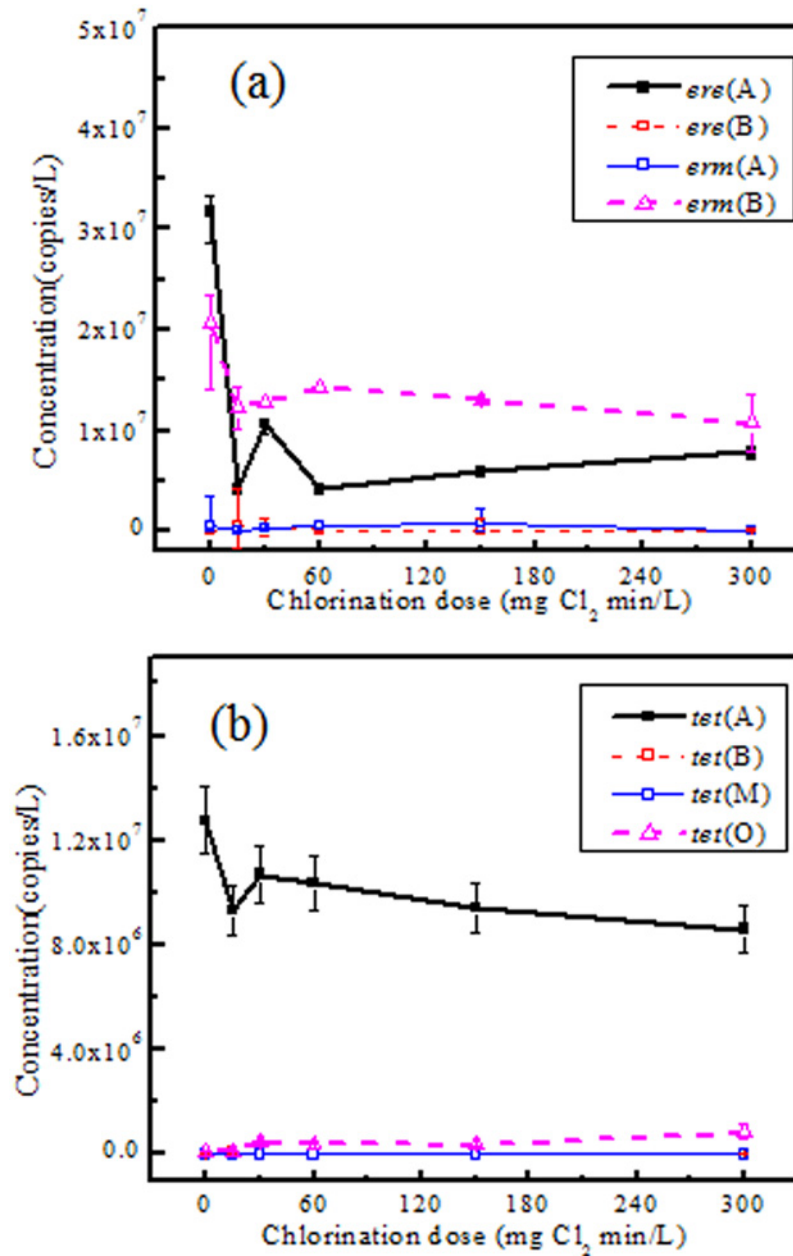 (a)
5x10⁷
4x10⁷
3x10⁷
2x10⁷
1x10⁷
0
Concentration(copies/L)
ere(A)
ere(B)
erm(A)
erm(B)
0 60 120 180 240 300
Chlorination dose (mg Cl₂ min/L)
(b)
1.6x10⁷
1.2x10⁷
8.0x10⁶
4.0x10⁶
0.0
Concentration(copies/L)
tet(A)
tet(B)
tet(M)
tet(O)
0 60 120 180 240 300
Chlorination dose (mg Cl₂ min/L)